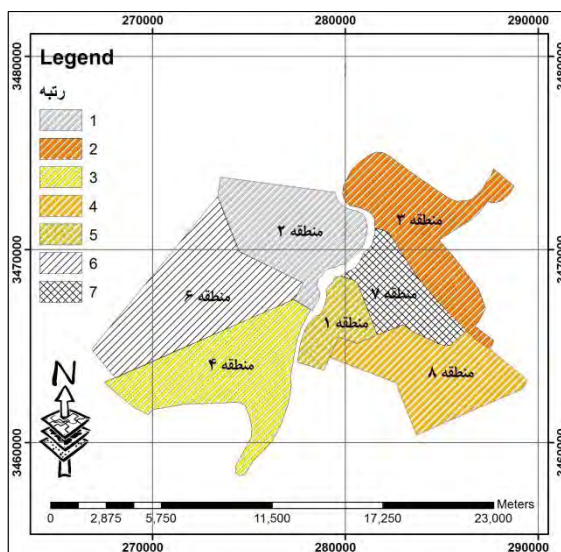 270000 280000 290000
3480000 3480000
Legend
رتبه
1
2
3
4
5
6
7
منطقه ۲
منطقه ۳
3470000 3470000
منطقه ۶
منطقه ۷
منطقه ۱
منطقه ۴
منطقه ۸
N
3460000 3460000
Meters
0 2,875 5,750 11,500 17,250 23,000
270000 280000 290000